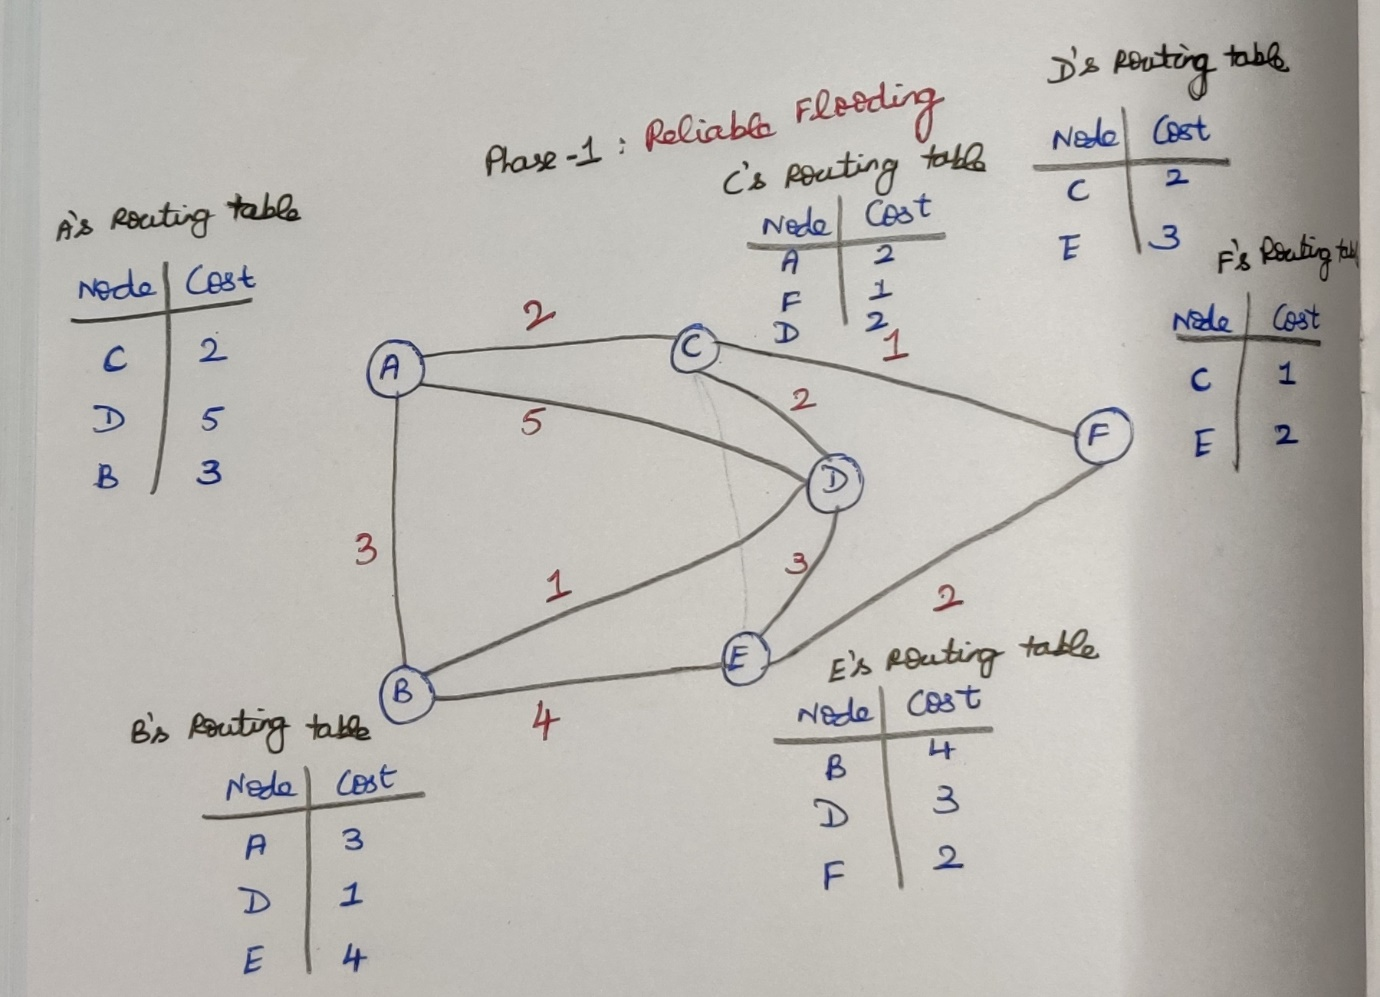 Phase-1 : Reliable Flooding
A's Routing table
Node Cost
C 2
D 5
B 3
C's Routing table
Node Cost
A 2
F 1
D 2
D's Routing table
Node Cost
C 2
E 3
F's Routing
Node Cost
C 1
E 2
A
2
C
1
5
2
D
F
3
1
3
2
B
4
E
B's Routing table
Node Cost
A 3
D 1
E 4
E's Routing table
Node Cost
B 4
D 3
F 2